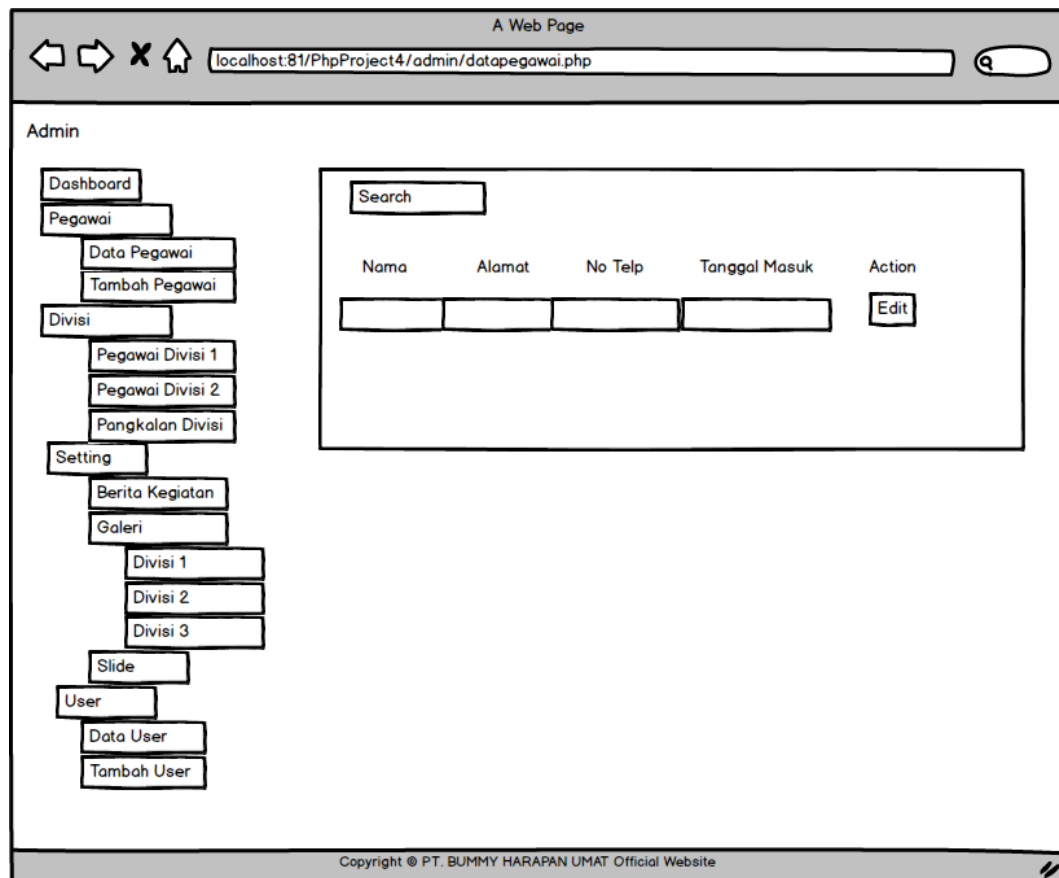 A Web Page
localhost:81/PhpProject4/admin/datapegawai.php
Admin
Dashboard
Pegawai
Data Pegawai
Tambah Pegawai
Divisi
Pegawai Divisi 1
Pegawai Divisi 2
Pangkalan Divisi
Setting
Berita Kegiatan
Galeri
Divisi 1
Divisi 2
Divisi 3
Slide
User
Data User
Tambah User
Search
Nama Alamat No Telp Tanggal Masuk Action
Edit
Copyright © PT. BUMMY HARAPAN UMAT Official Website